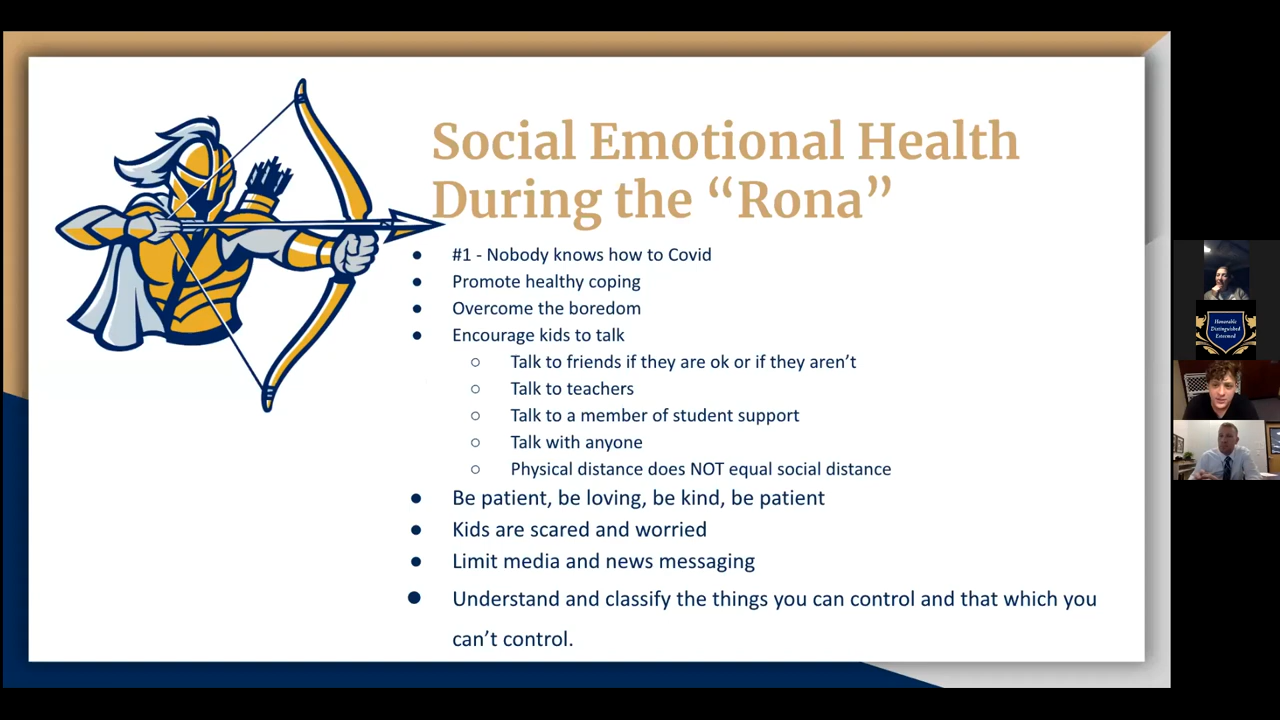 Social Emotional Health
During the “Rona”
● #1 - Nobody knows how to Covid
● Promote healthy coping
● Overcome the boredom
● Encourage kids to talk
○ Talk to friends if they are ok or if they aren’t
○ Talk to teachers
○ Talk to a member of student support
○ Talk with anyone
○ Physical distance does NOT equal social distance
● Be patient, be loving, be kind, be patient
● Kids are scared and worried
● Limit media and news messaging
● Understand and classify the things you can control and that which you
can’t control.
Honorable
Distinguished
Esteemed